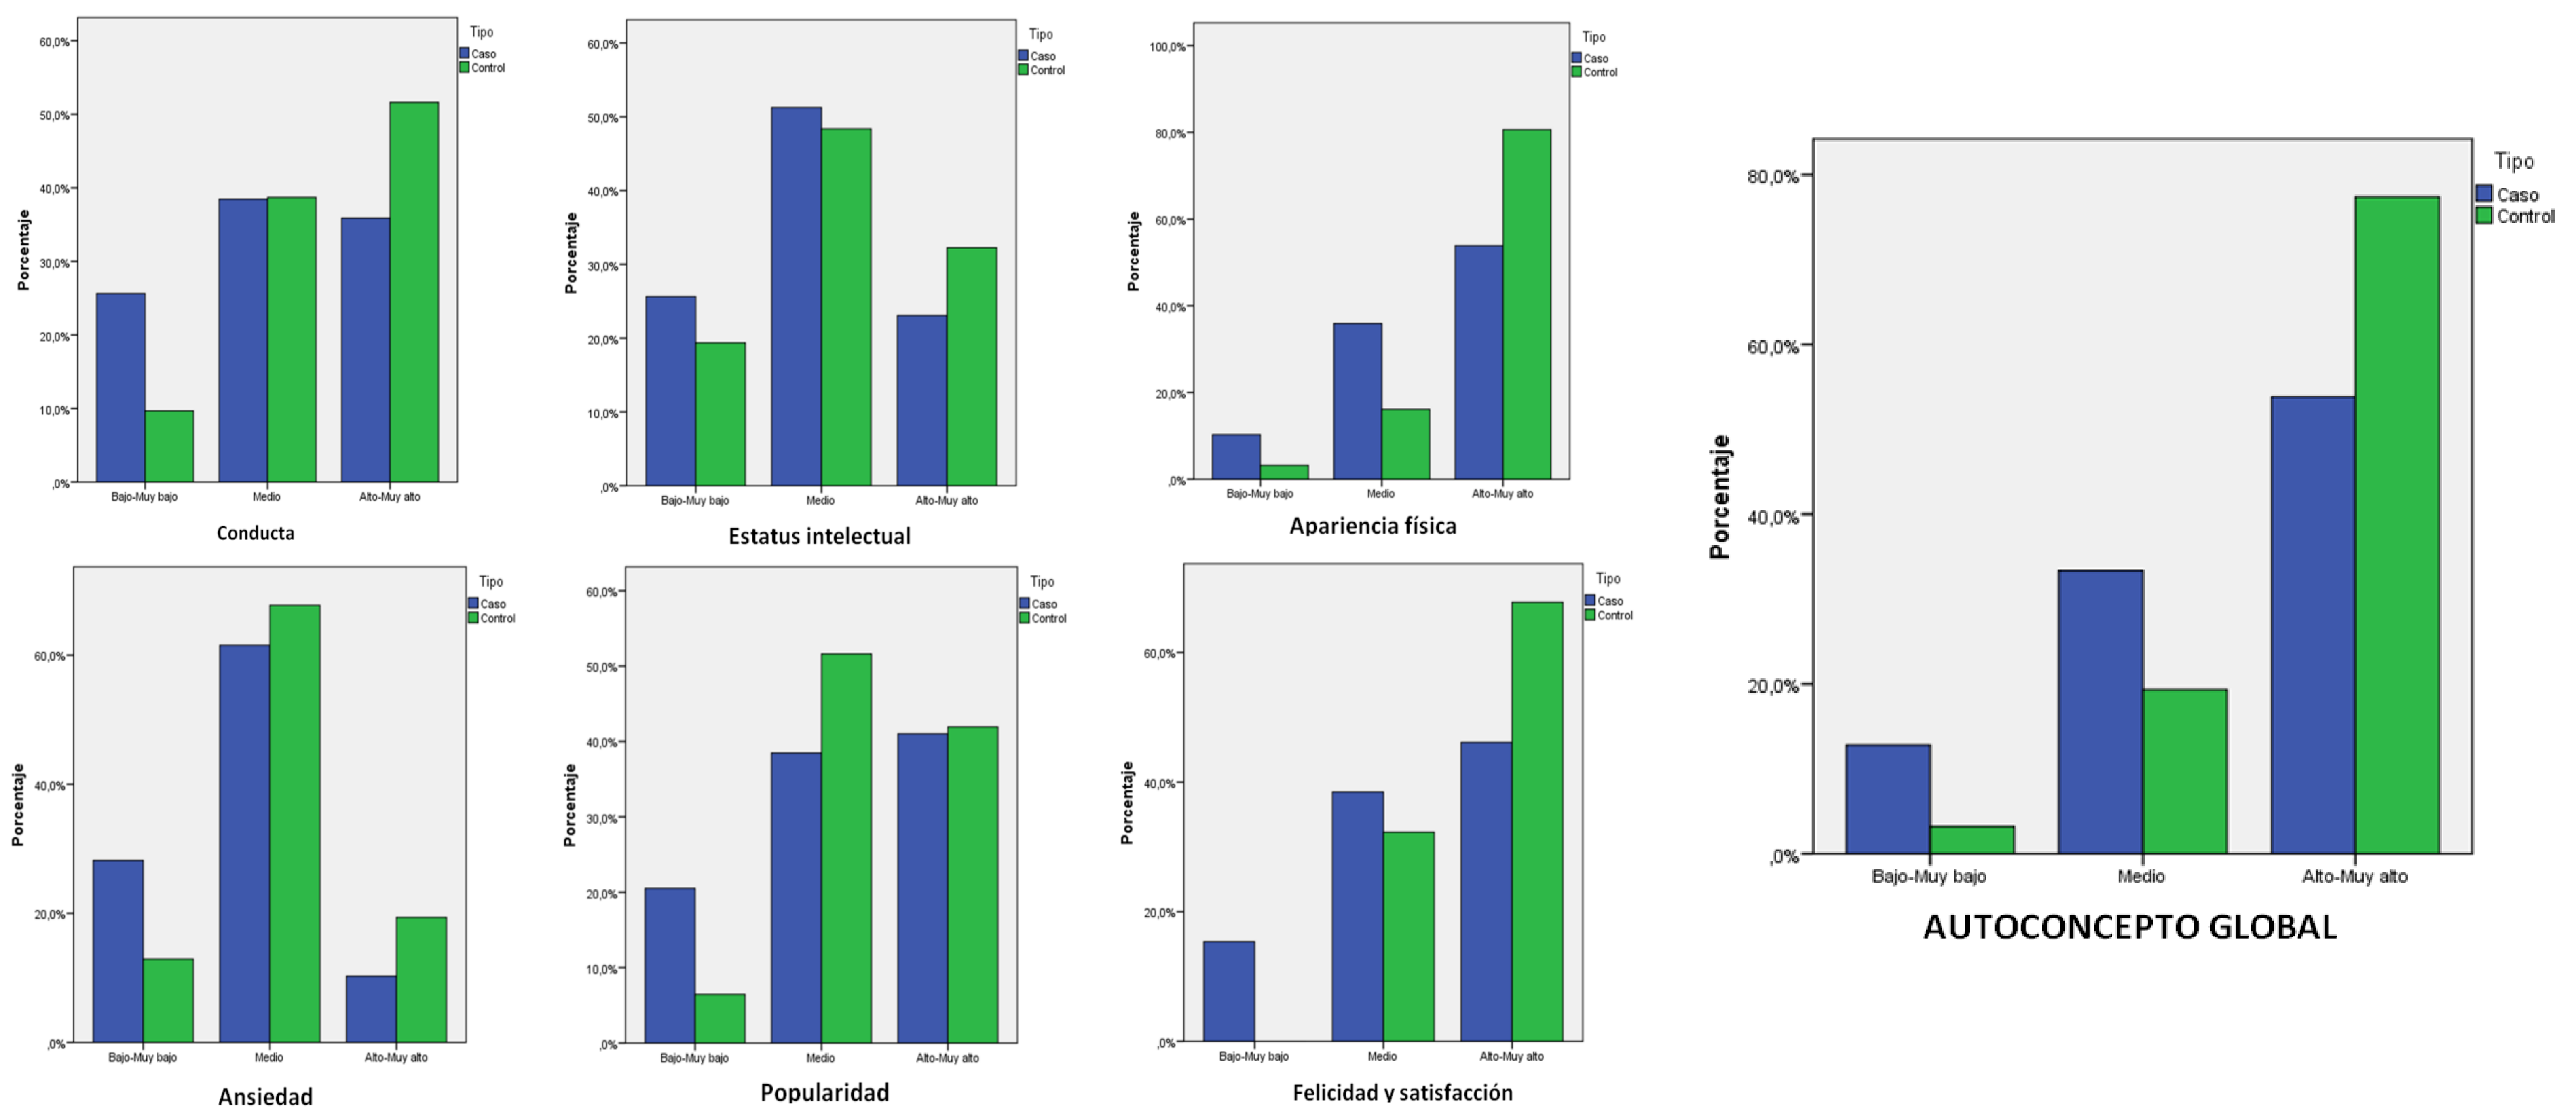 Tipo
Caso
Control
60,0%
50,0%
40,0%
30,0%
20,0%
10,0%
,0%
Porcentaje
Bajo-Muy bajo
Medio
Alto-Muy alto
Conducta
Tipo
Caso
Control
60,0%
50,0%
40,0%
30,0%
20,0%
10,0%
,0%
Porcentaje
Bajo-Muy bajo
Medio
Alto-Muy alto
Estatus intelectual
Tipo
Caso
Control
100,0%
80,0%
60,0%
40,0%
20,0%
,0%
Porcentaje
Bajo-Muy bajo
Medio
Alto-Muy alto
Apariencia física
Tipo
Caso
Control
60,0%
40,0%
20,0%
,0%
Porcentaje
Bajo-Muy bajo
Medio
Alto-Muy alto
Ansiedad
Tipo
Caso
Control
60,0%
50,0%
40,0%
30,0%
20,0%
10,0%
,0%
Porcentaje
Bajo-Muy bajo
Medio
Alto-Muy alto
Popularidad
Tipo
Caso
Control
60,0%
40,0%
20,0%
,0%
Porcentaje
Bajo-Muy bajo
Medio
Alto-Muy alto
Felicidad y satisfacción
Tipo
Caso
Control
80,0%
60,0%
40,0%
20,0%
,0%
Porcentaje
Bajo-Muy bajo
Medio
Alto-Muy alto
AUTOCONCEPTO GLOBAL